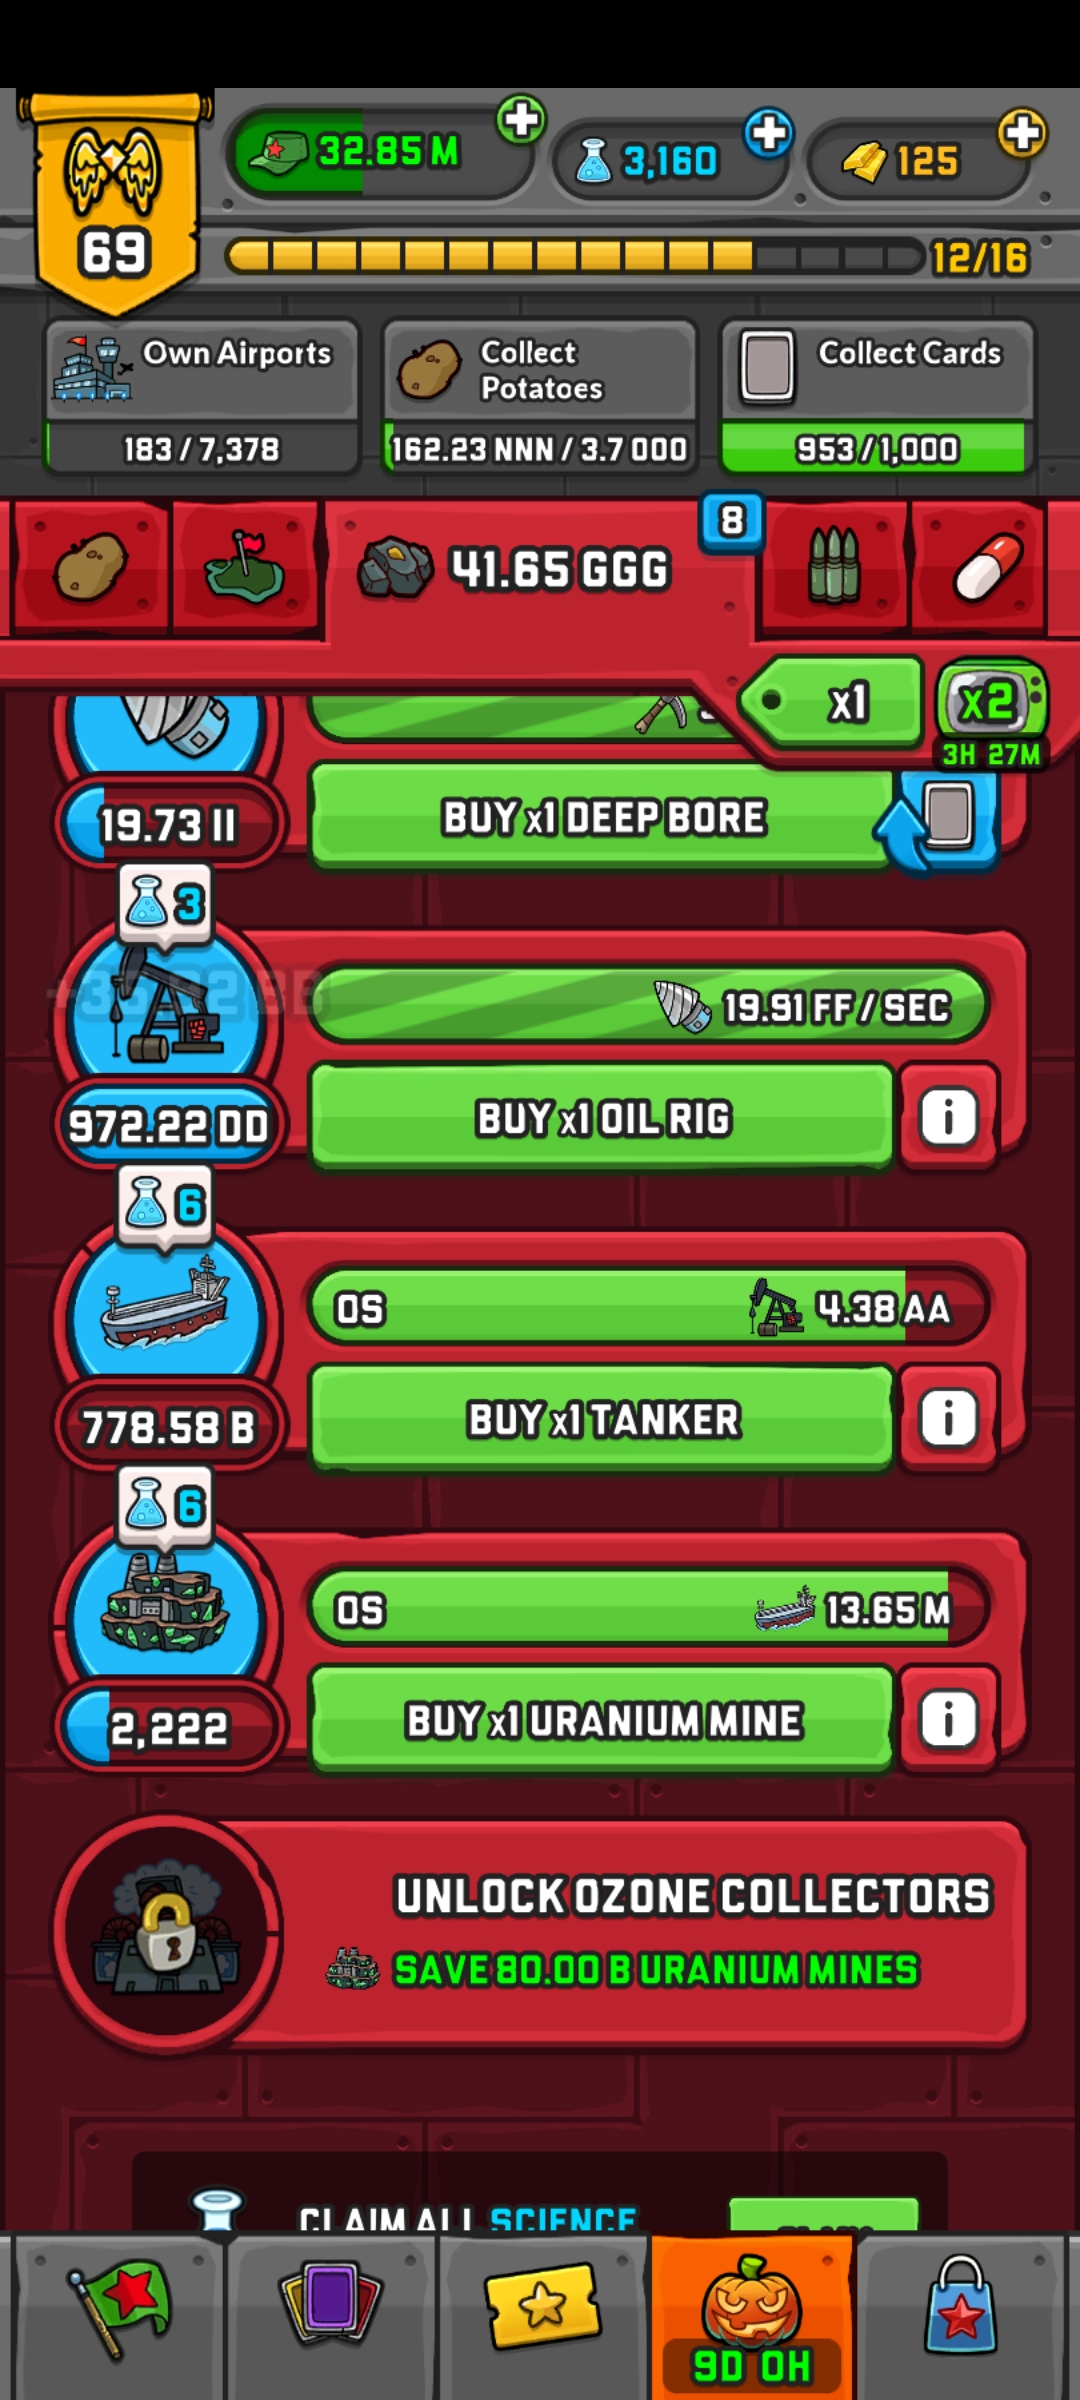 32.85 M
3,160
125
69
12/16
Own Airports
183 / 7,378
Collect
Potatoes
162.23 NNN / 3.7 OOO
Collect Cards
953 / 1,000
8
41.65 GGG
x1
x2
3H 27M
19.73 II
BUY x1 DEEP BORE
3
19.91 FF / SEC
972.22 DD
BUY x1 OIL RIG
i
6
0S
4.38 AA
778.58 B
BUY x1 TANKER
i
6
0S
13.65 M
2,222
BUY x1 URANIUM MINE
i
UNLOCK OZONE COLLECTORS
SAVE 80.00 B URANIUM MINES
CLAIM ALL SCIENCE
9D 0H